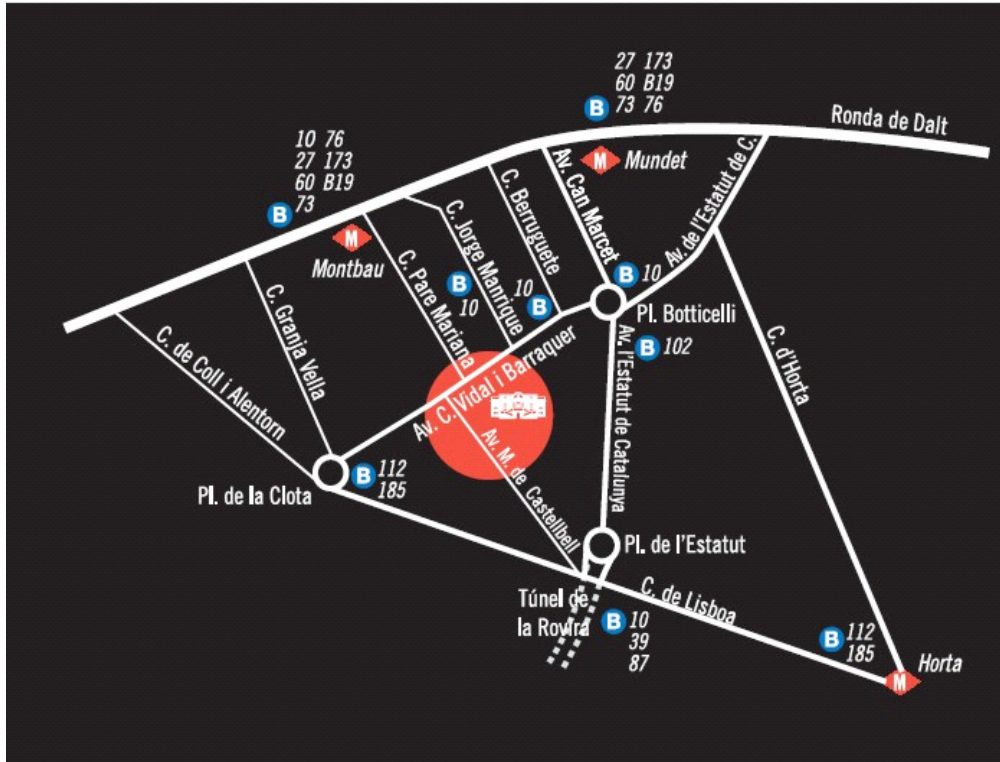 27 173
60 B19
B 73 76
Ronda de Dalt
10 76
27 173
60 B19
B 73
M Mundet
M
Montbau
Av. Can Marcet
Av. de l'Estatut de C.
C. Berruguete
C. Jorge Manrique
C. Pare Mariana
C. Granja Vella
C. de Coll i Alentorn
B
10
10
B
B 10
Pl. Botticelli
B 102
Av. l'Estatut de Catalunya
C. d'Horta
Av. C. Vidal i Barraquer
Av. M. de Castellbell
Pl. de la Clota
B 112
185
Pl. de l'Estatut
C. de Lisboa
Túnel de
la Rovira
B 10
39
87
B 112
185
M Horta